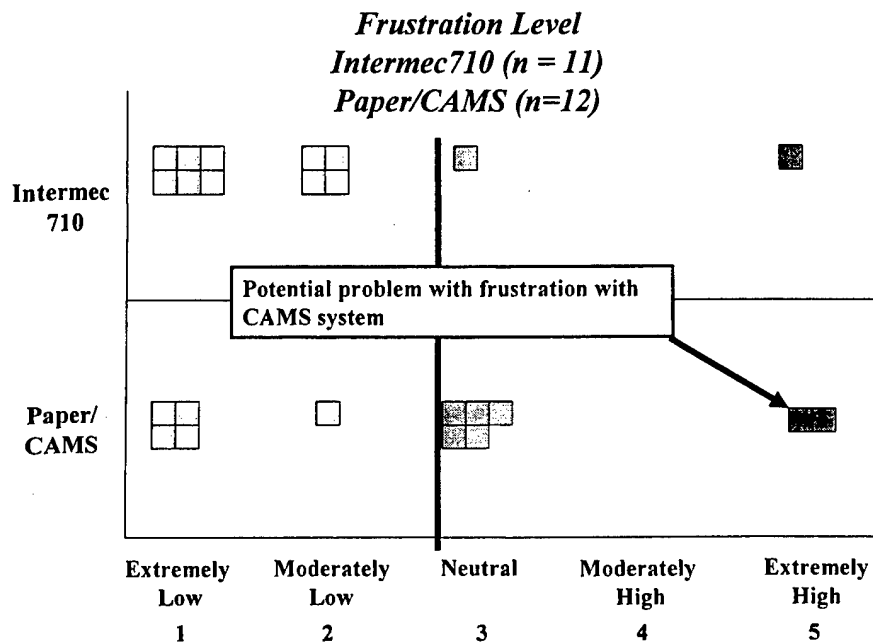 Frustration Level
Intermec710 (n = 11)
Paper/CAMS (n=12)
Intermec
710
Potential problem with frustration with
CAMS system
Paper/
CAMS
Extremely
Low
1
Moderately
Low
2
Neutral
3
Moderately
High
4
Extremely
High
5